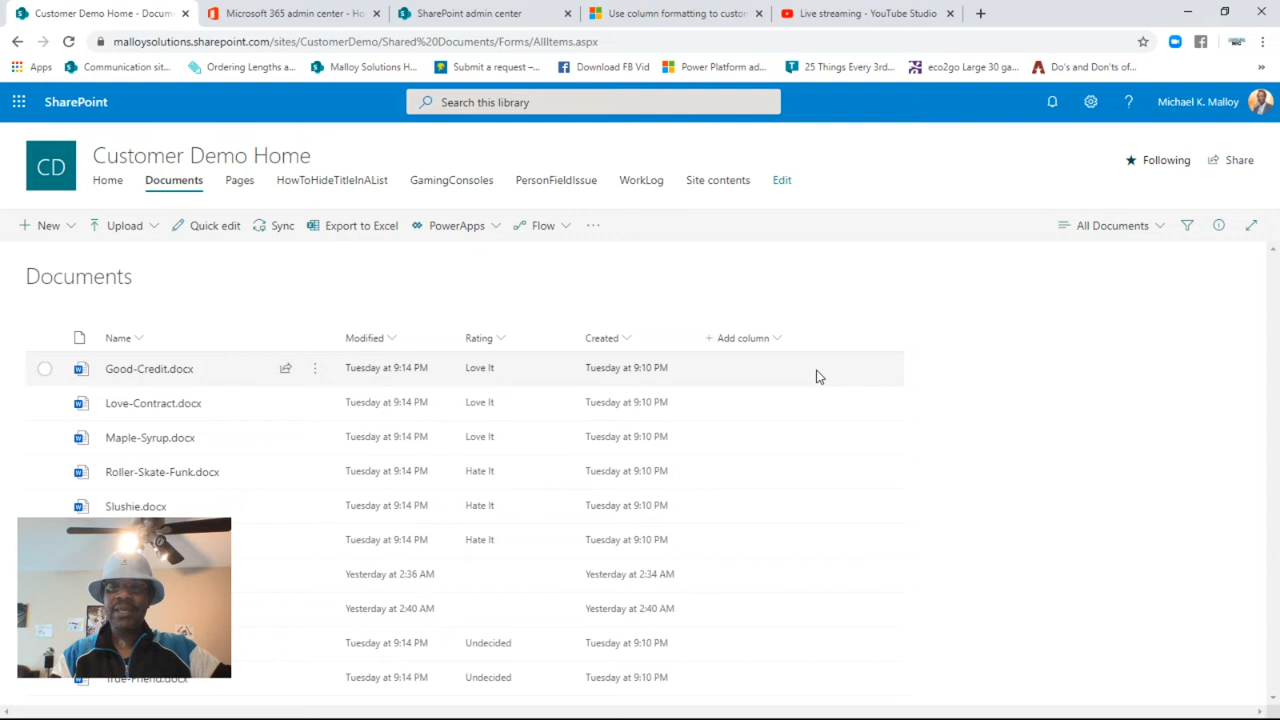 Customer Demo Home - Docume
Microsoft 365 admin center - Ho
SharePoint admin center
Use column formatting to custom
Live streaming - YouTube Studio
malloysolutions.sharepoint.com/sites/CustomerDemo/Shared%20Documents/Forms/AllItems.aspx
Apps
Communication sit...
Ordering Lengths a...
Malloy Solutions H...
Submit a request –...
Download FB Vid
Power Platform ad...
25 Things Every 3rd...
eco2go Large 30 ga...
Do's and Don'ts of...
»
SharePoint
Search this library
Michael K. Malloy
CD
Customer Demo Home
Following
Share
Home Documents Pages HowToHideTitleInAList GamingConsoles PersonFieldIssue WorkLog Site contents Edit
+ New Upload Quick edit Sync Export to Excel PowerApps Flow ... All Documents
Documents
Name Modified Rating Created + Add column
Good-Credit.docx Tuesday at 9:14 PM Love It Tuesday at 9:10 PM
Love-Contract.docx Tuesday at 9:14 PM Love It Tuesday at 9:10 PM
Maple-Syrup.docx Tuesday at 9:14 PM Love It Tuesday at 9:10 PM
Roller-Skate-Funk.docx Tuesday at 9:14 PM Hate It Tuesday at 9:10 PM
Slushie.docx Tuesday at 9:14 PM Hate It Tuesday at 9:10 PM
Tuesday at 9:14 PM Hate It Tuesday at 9:10 PM
Yesterday at 2:36 AM Yesterday at 2:34 AM
Yesterday at 2:40 AM Yesterday at 2:40 AM
Tuesday at 9:14 PM Undecided Tuesday at 9:10 PM
True-Friend.docx Tuesday at 9:14 PM Undecided Tuesday at 9:10 PM